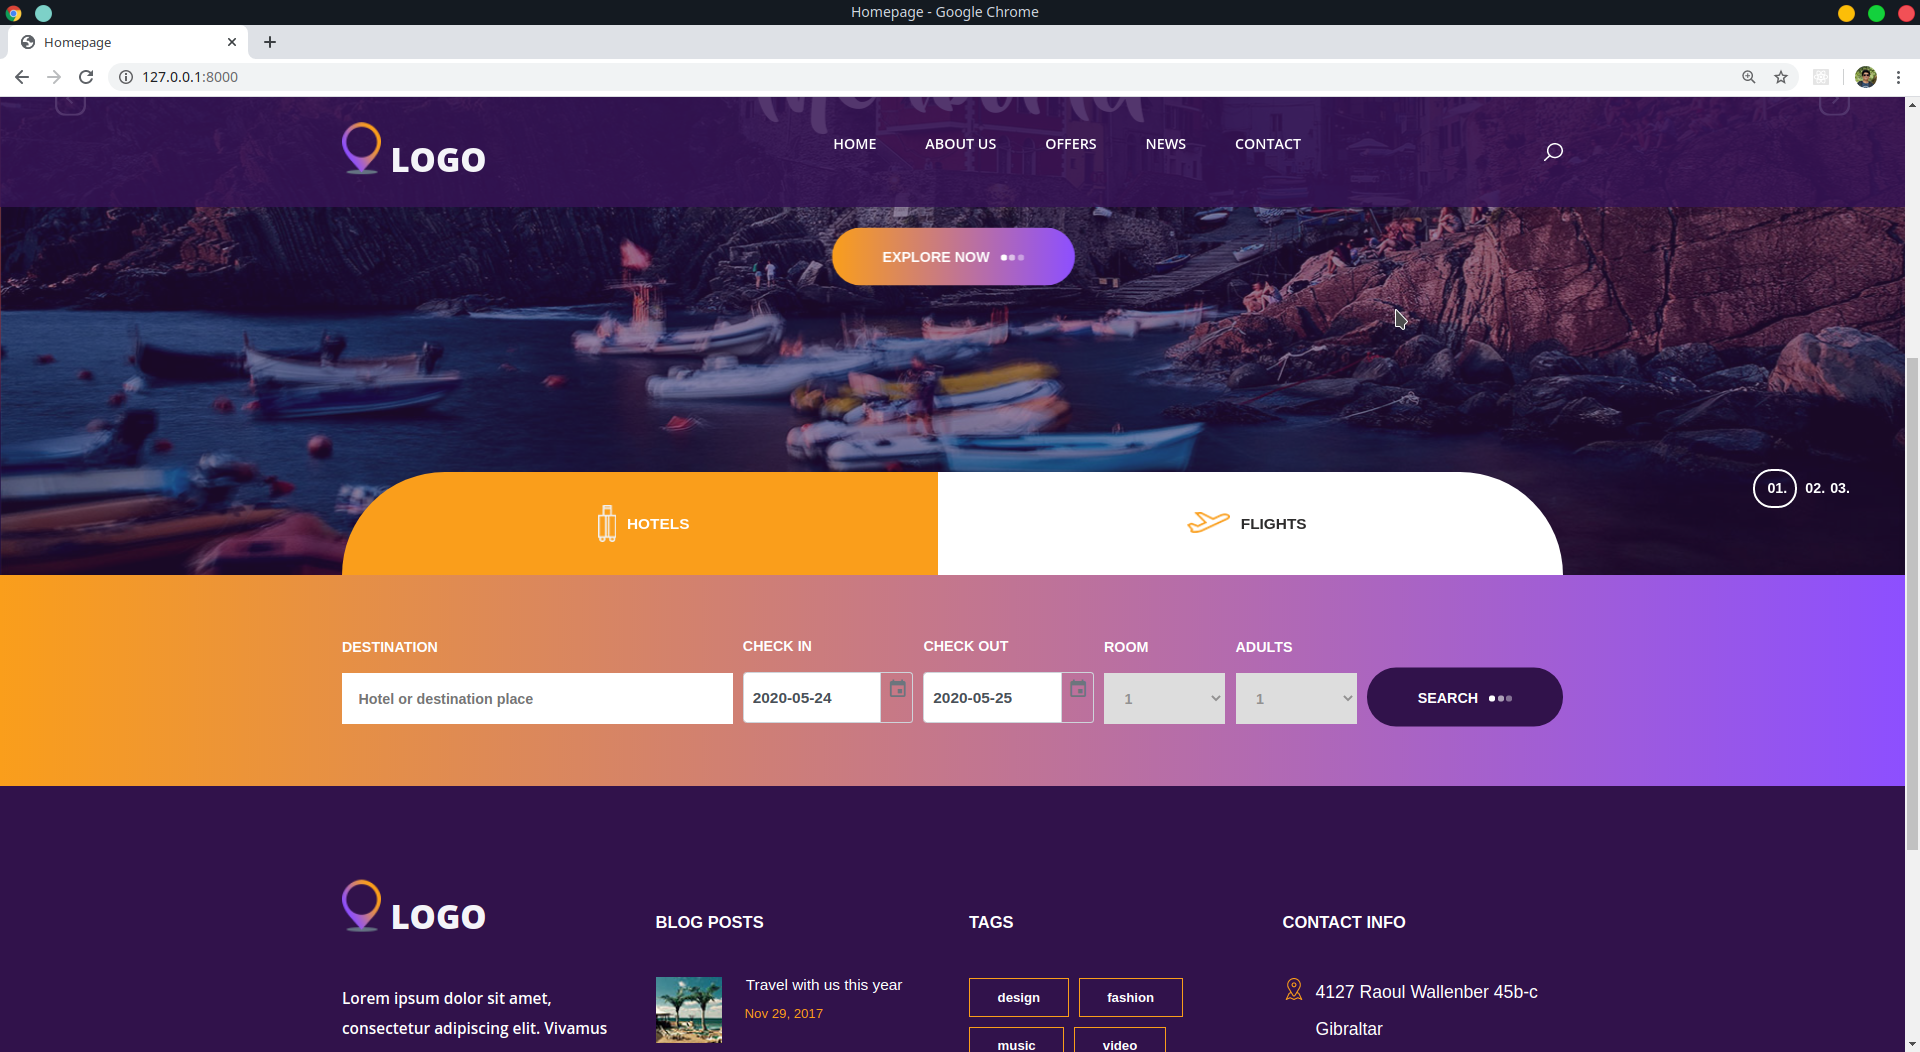 Homepage - Google Chrome
Homepage
127.0.0.1:8000
LOGO
HOME ABOUT US OFFERS NEWS CONTACT
EXPLORE NOW
01. 02. 03.
HOTELS
FLIGHTS
DESTINATION CHECK IN CHECK OUT ROOM ADULTS
Hotel or destination place 2020-05-24 2020-05-25 1 1 SEARCH
LOGO
Lorem ipsum dolor sit amet,
consectetur adipiscing elit. Vivamus
BLOG POSTS
Travel with us this year
Nov 29, 2017
TAGS
design fashion
music video
CONTACT INFO
4127 Raoul Wallenber 45b-c
Gibraltar